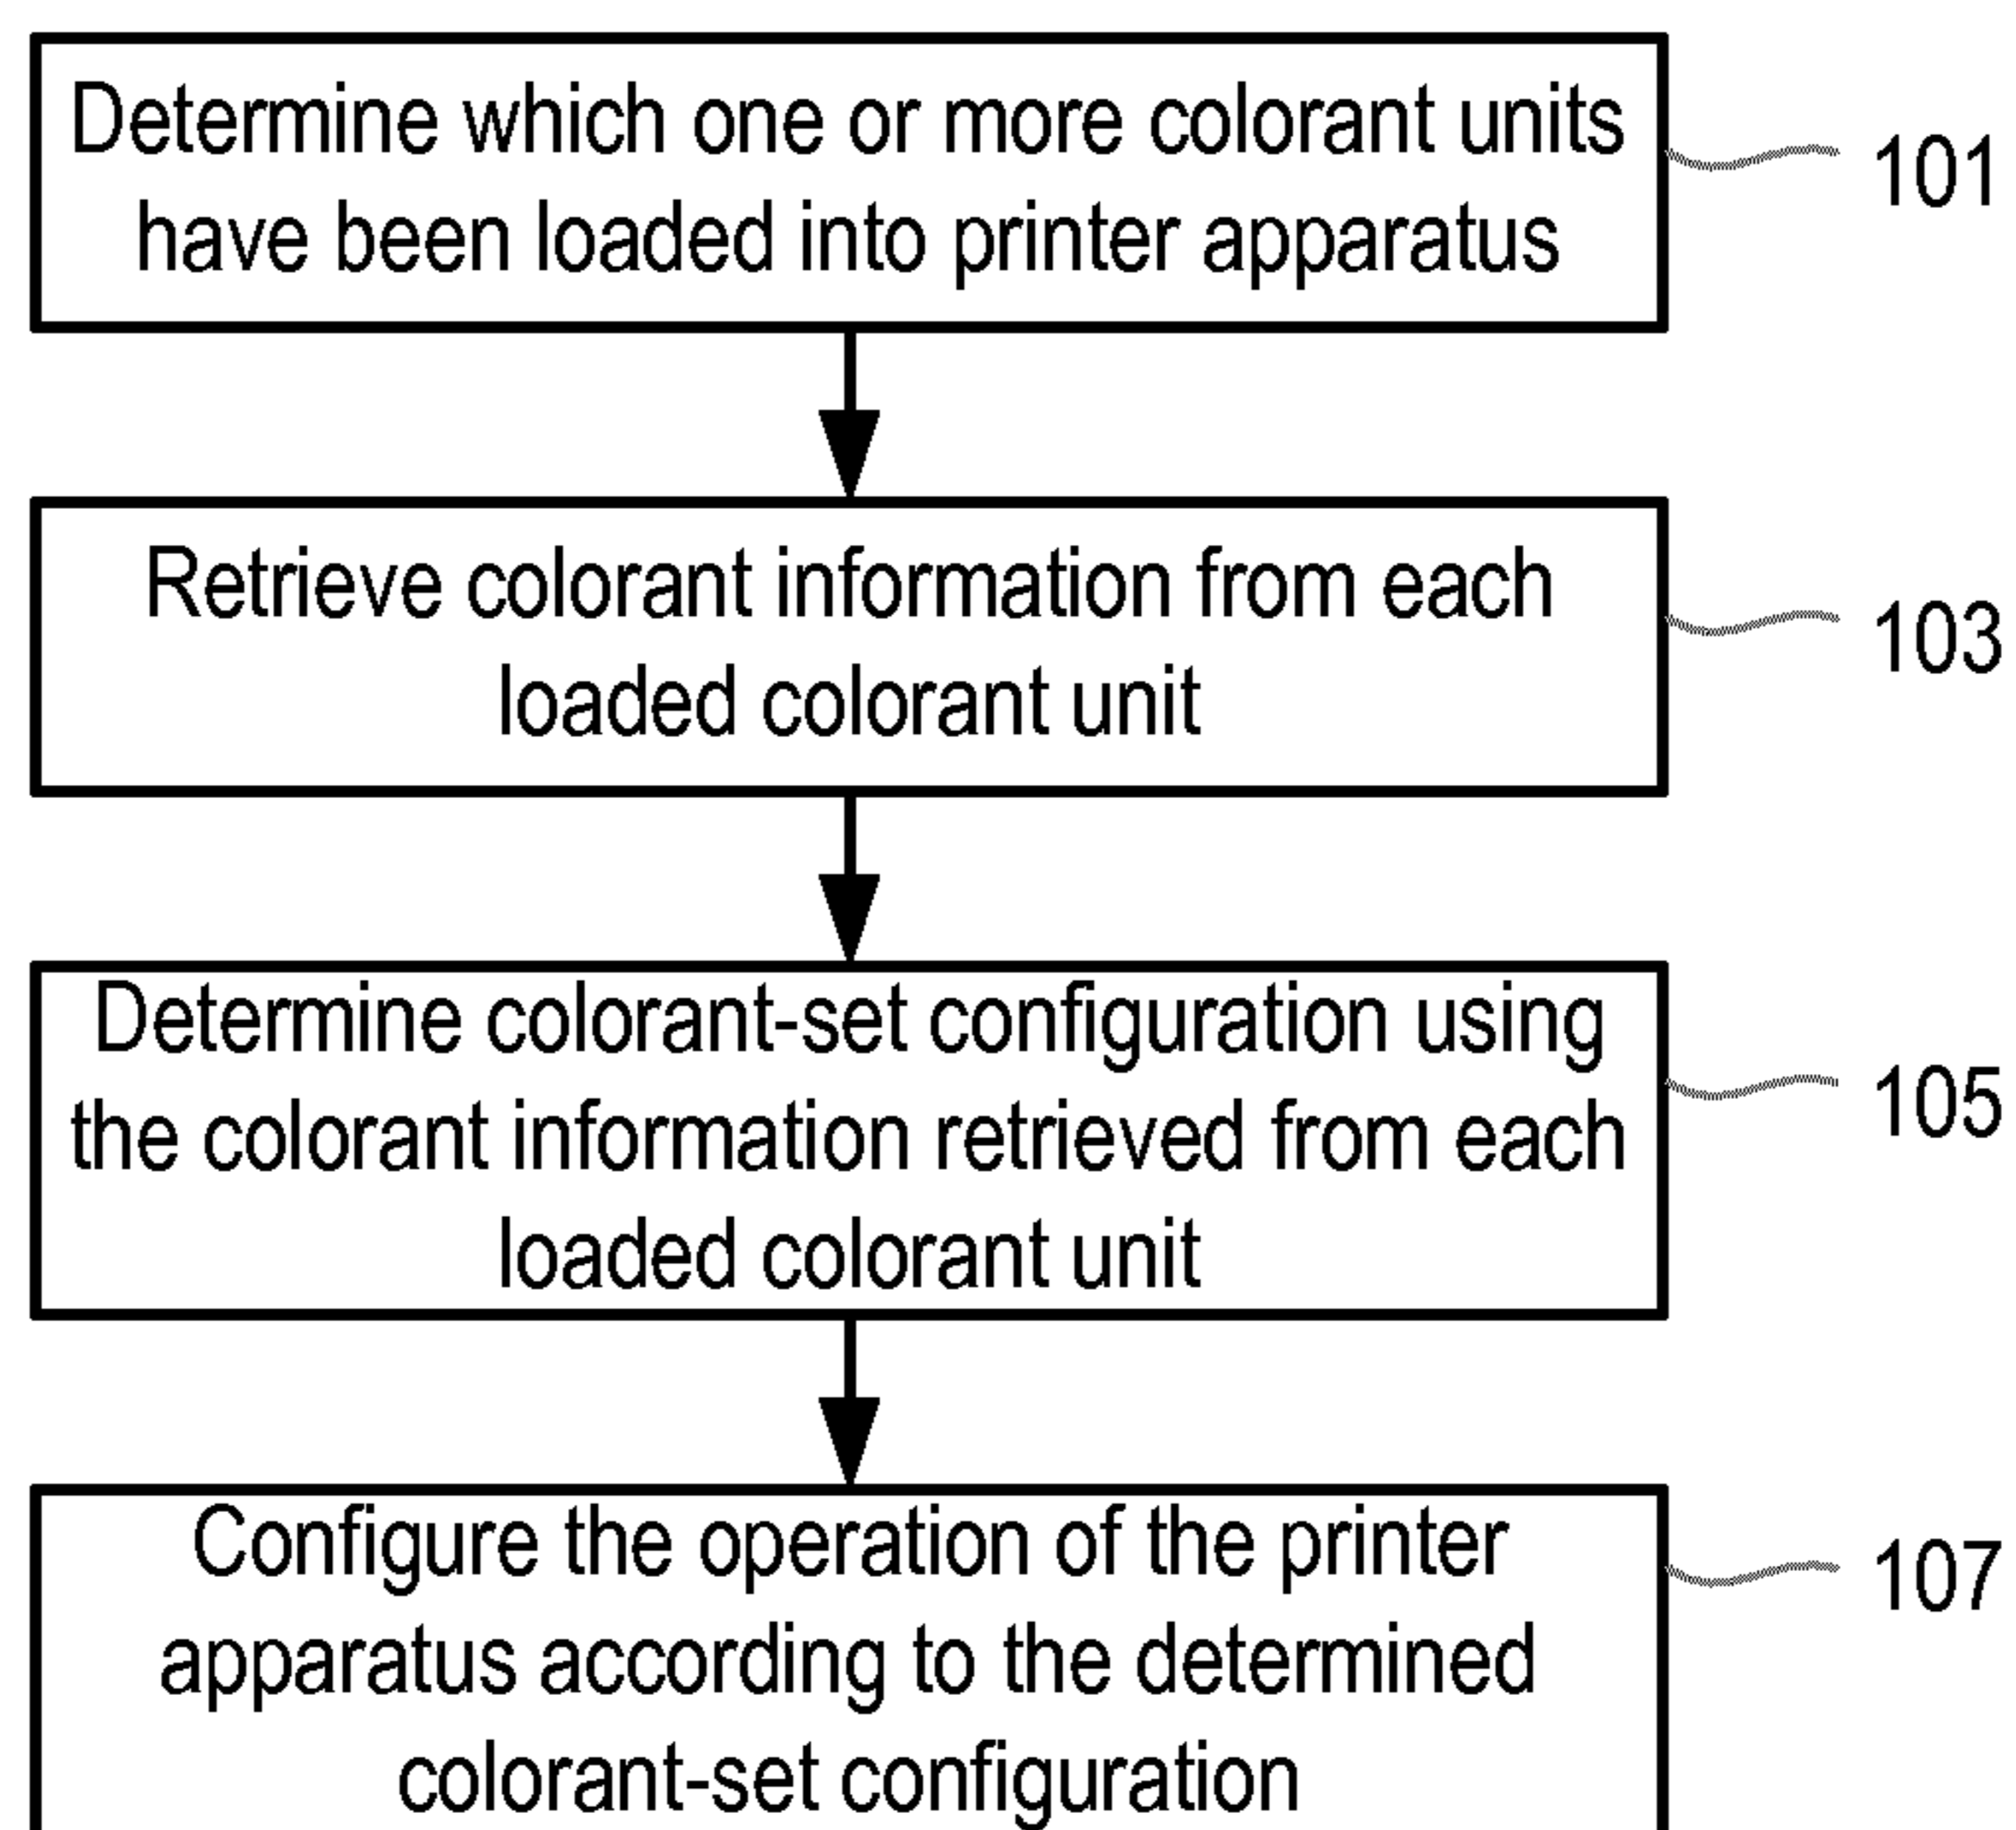 Determine which one or more colorant units
have been loaded into printer apparatus
101
Retrieve colorant information from each
loaded colorant unit
103
Determine colorant-set configuration using
the colorant information retrieved from each
loaded colorant unit
105
Configure the operation of the printer
apparatus according to the determined
colorant-set configuration
107